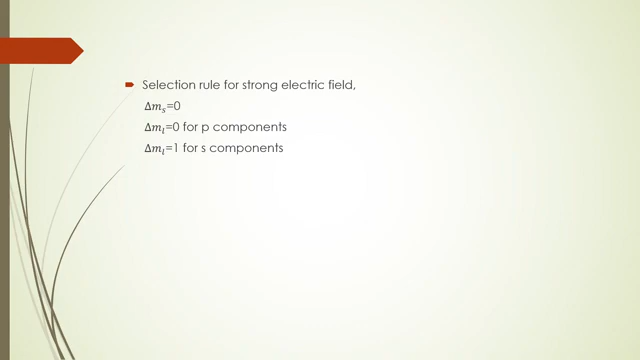 Selection rule for strong electric field,
Δmₛ=0
Δmₗ=0 for p components
Δmₗ=1 for s components